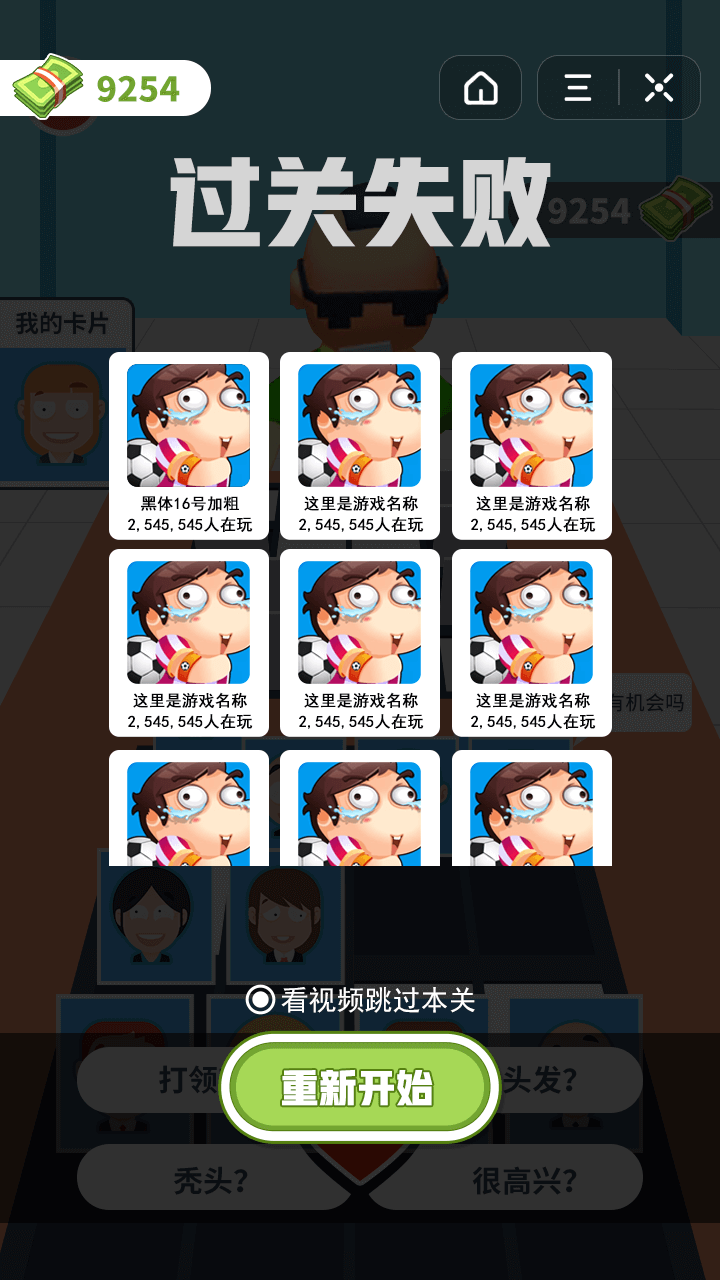 9254
过关失败
9254
我的卡片
黑体16号加粗
2,545,545人在玩
这里是游戏名称
2,545,545人在玩
这里是游戏名称
2,545,545人在玩
这里是游戏名称
2,545,545人在玩
这里是游戏名称
2,545,545人在玩
这里是游戏名称
2,545,545人在玩
有机会吗
看视频跳过本关
打领
头发?
重新开始
秃头?
很高兴?